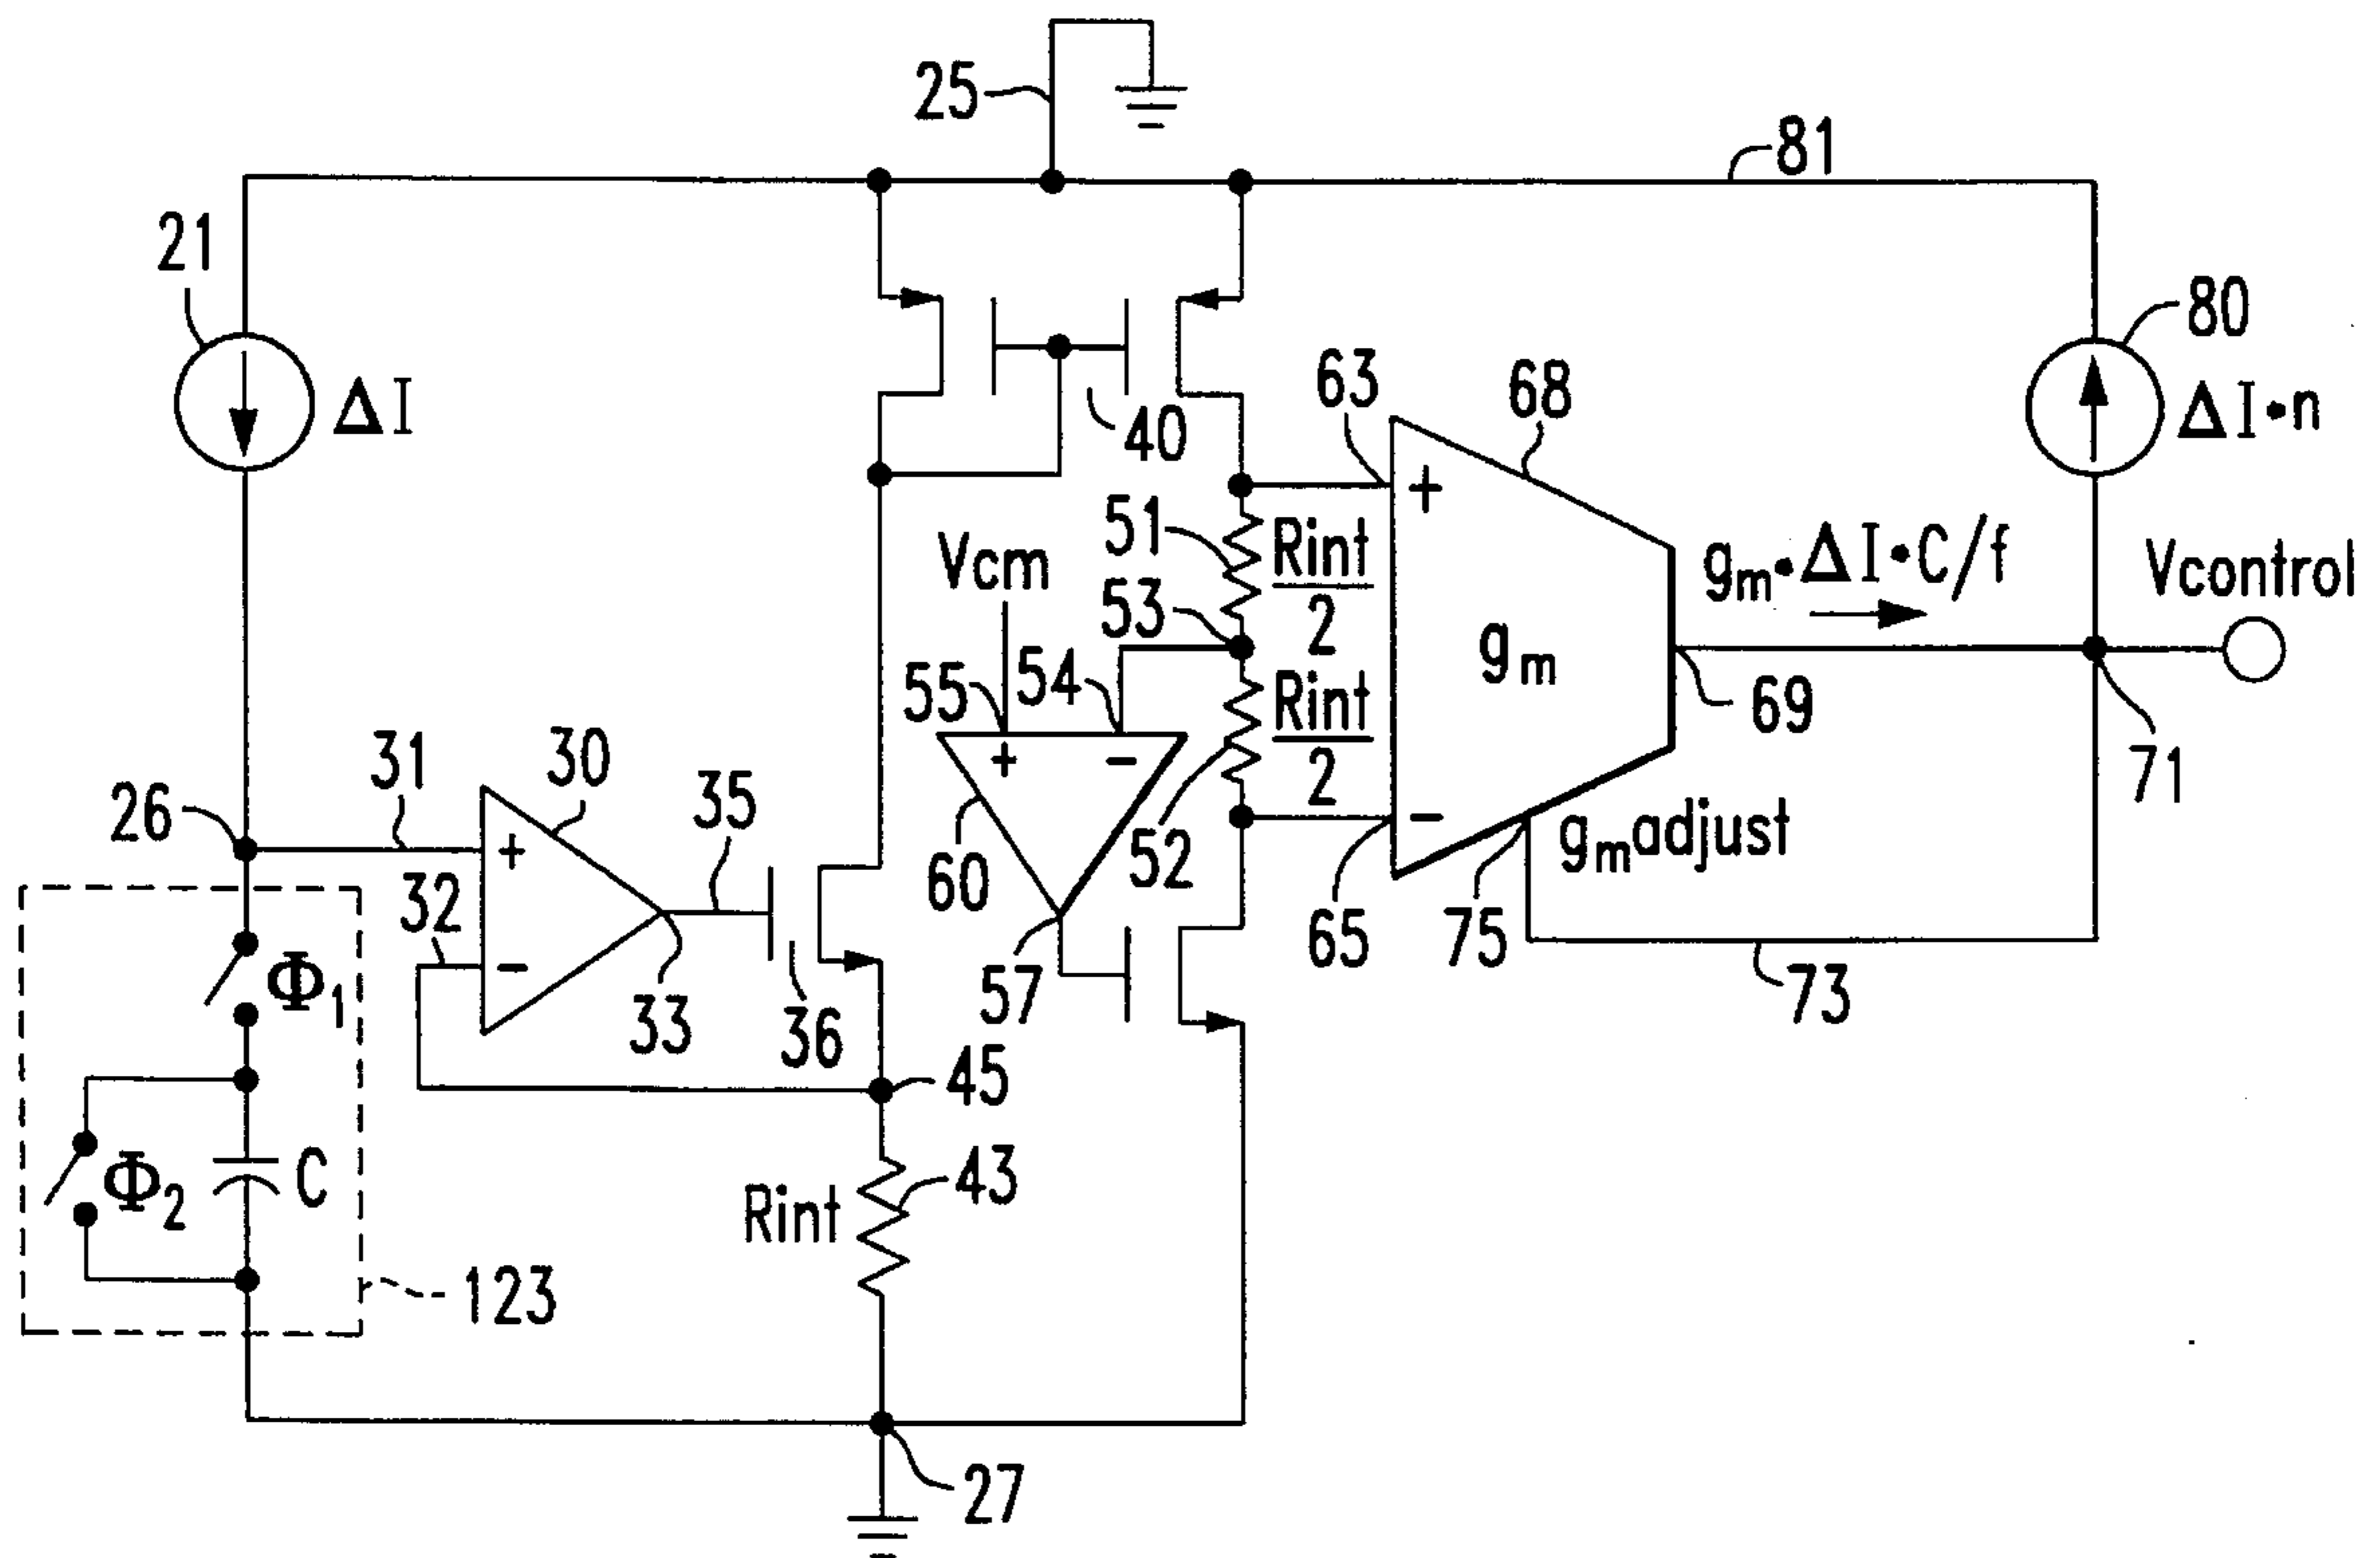 25
81
21
ΔI
40
63
68
80
ΔI•n
Vcm
51
Rint
2
53
55
54
+
gm
gm•ΔI•C/f
Vcontrol
69
71
Rint
2
52
+
-
60
-
gmadjust
65
75
73
26
31
30
35
+
32
-
33
36
57
45
Φ1
Φ2
C
123
Rint
43
27